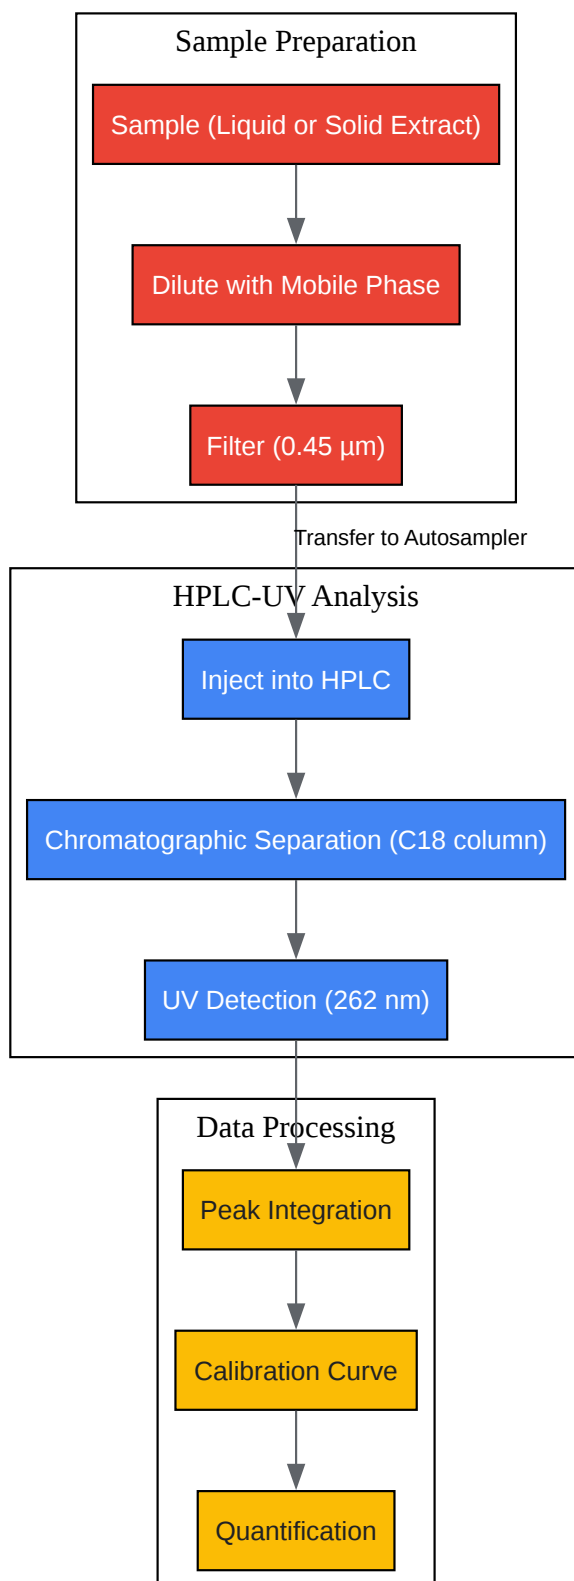 Sample Preparation
Sample (Liquid or Solid Extract)
Dilute with Mobile Phase
Filter (0.45 µm)
Transfer to Autosampler
HPLC-UV Analysis
Inject into HPLC
Chromatographic Separation (C18 column)
UV Detection (262 nm)
Data Processing
Peak Integration
Calibration Curve
Quantification